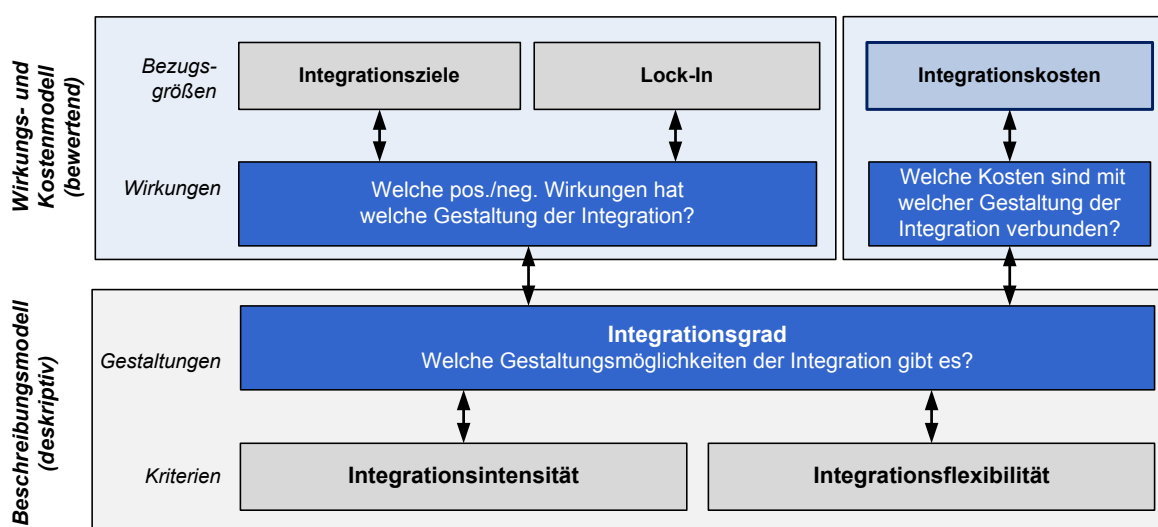 Wirkungs- und
Kostenmodell
(bewertend)
Bezugs-
größen
Integrationsziele
Lock-In
Integrationskosten
Wirkungen
Welche pos./neg. Wirkungen hat
welche Gestaltung der Integration?
Welche Kosten sind mit
welcher Gestaltung der
Integration verbunden?
Beschreibungsmodell
(deskriptiv)
Gestaltungen
Integrationsgrad
Welche Gestaltungsmöglichkeiten der Integration gibt es?
Kriterien
Integrationsintensität
Integrationsflexibilität